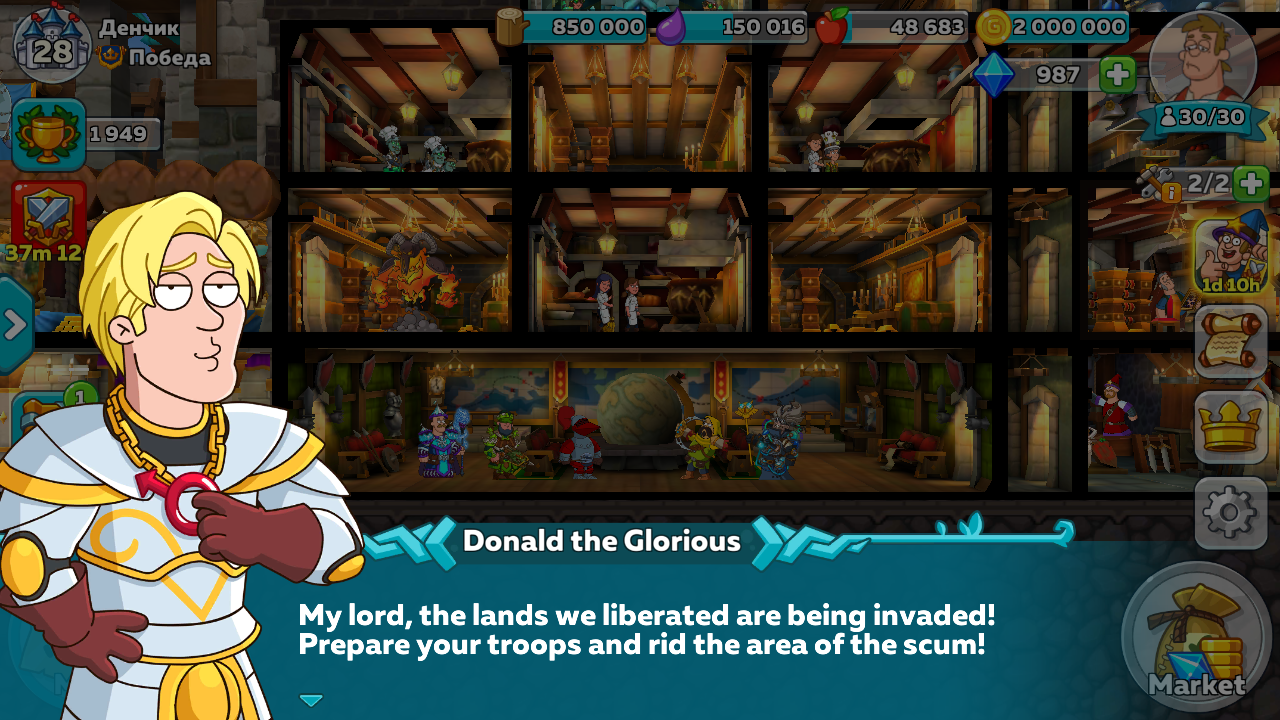 28
Денчик
Победа
850 000
150 016
48 683
G
2 000 000
987
1 949
30/30
2/2
i
37m 12
1d 10h
1
Donald the Glorious
My lord, the lands we liberated are being invaded!
Prepare your troops and rid the area of the scum!
Market